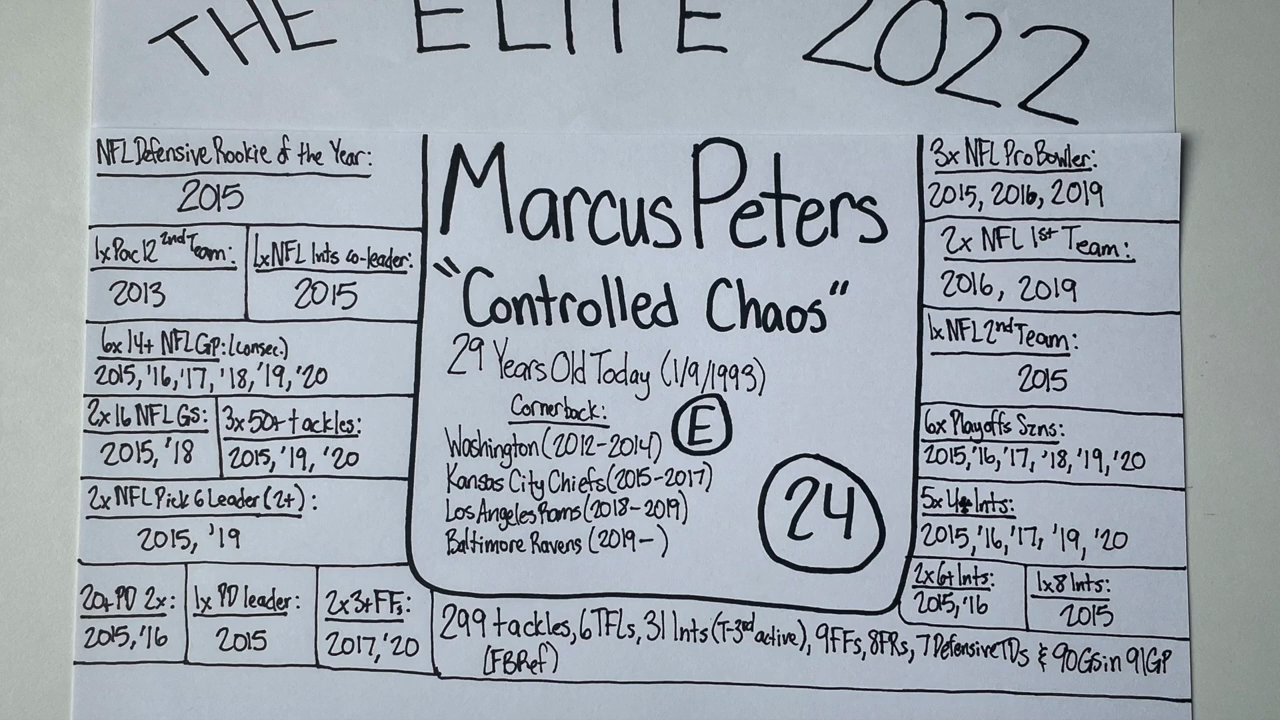 THE ELITE 2022
NFL Defensive Rookie of the Year:
2015
1x Pac12 2nd Team:
2013
1x NFL Ints co-leader:
2015
6x 14+ NFL GP: (consec.)
2015, '16, '17, '18, '19, '20
2x 16 NFL GS:
2015, '18
3x 50+ tackles:
2015, '19, '20
2x NFL Pick 6 Leader (2+):
2015, '19
20+ PD 2x:
2015, '16
1x PD leader:
2015
2x 3+ FFs:
2017, '20
Marcus Peters
"Controlled Chaos"
29 Years Old Today (1/9/1993)
Cornerback:
E
Washington (2012-2014)
Kansas City Chiefs (2015-2017)
Los Angeles Rams (2018-2019)
Baltimore Ravens (2019- )
24
3x NFL Pro Bowler:
2015, 2016, 2019
2x NFL 1st Team:
2016, 2019
1x NFL 2nd Team:
2015
6x Playoffs Szns:
2015, '16, '17, '18, '19, '20
5x 4+ Ints:
2015, '16, '17, '19, '20
2x 6+ Ints:
2015, '16
1x 8 Ints:
2015
299 tackles, 6 TFLs, 31 Ints (T-3rd active), 9FFs, 8FRs, 7 Defensive TDs & 90 GS in 91 GP
(FBRef)